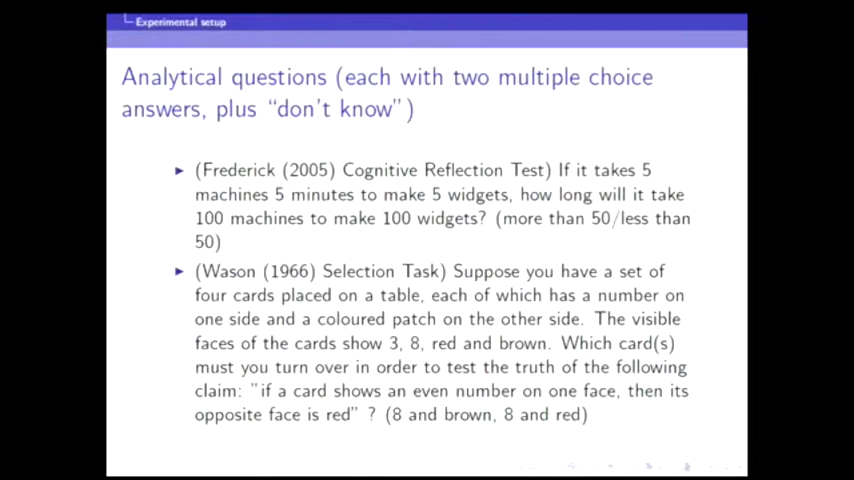 Experimental setup
Analytical questions (each with two multiple choice
answers, plus “don't know”)
(Frederick (2005) Cognitive Reflection Test) If it takes 5
machines 5 minutes to make 5 widgets, how long will it take
100 machines to make 100 widgets? (more than 50/less than
50)
(Wason (1966) Selection Task) Suppose you have a set of
four cards placed on a table, each of which has a number on
one side and a coloured patch on the other side. The visible
faces of the cards show 3, 8, red and brown. Which card(s)
must you turn over in order to test the truth of the following
claim: "if a card shows an even number on one face, then its
opposite face is red" ? (8 and brown, 8 and red)